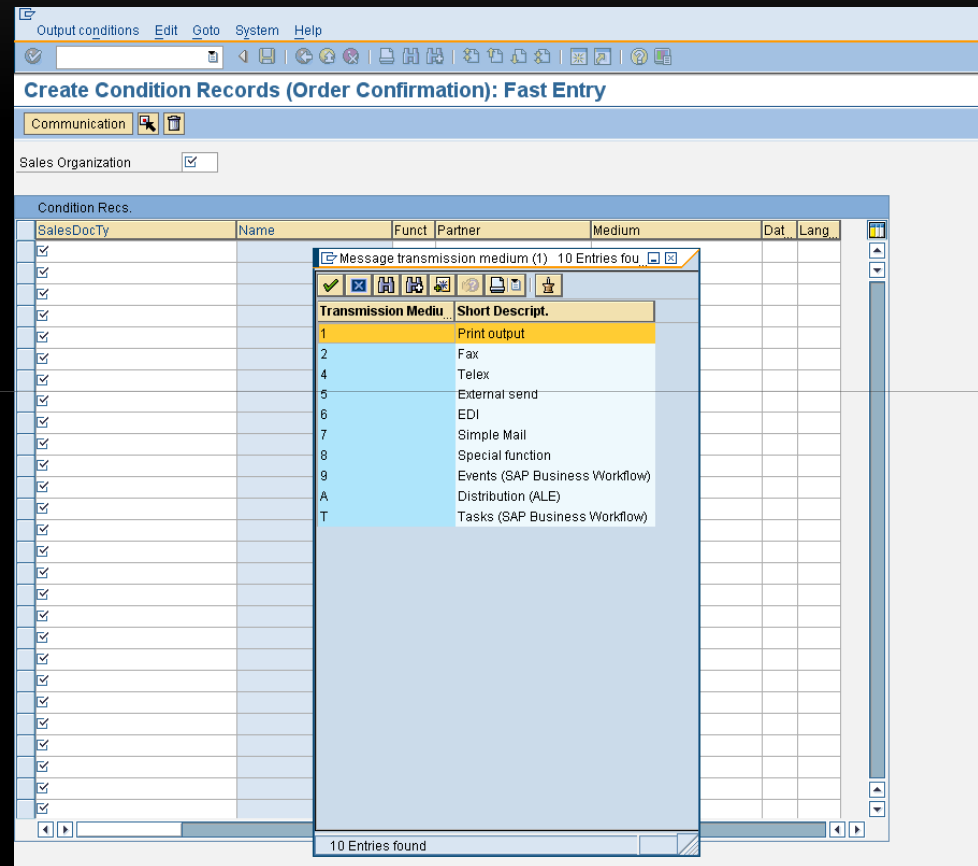 Output conditions Edit Goto System Help
Create Condition Records (Order Confirmation): Fast Entry
Communication
Sales Organization
Condition Recs.
SalesDocTy Name Funct Partner Medium Dat... Lang...
Message transmission medium (1) 10 Entries fou...
Transmission Mediu... Short Descript.
1 Print output
2 Fax
4 Telex
5 External send
6 EDI
7 Simple Mail
8 Special function
9 Events (SAP Business Workflow)
A Distribution (ALE)
T Tasks (SAP Business Workflow)
10 Entries found